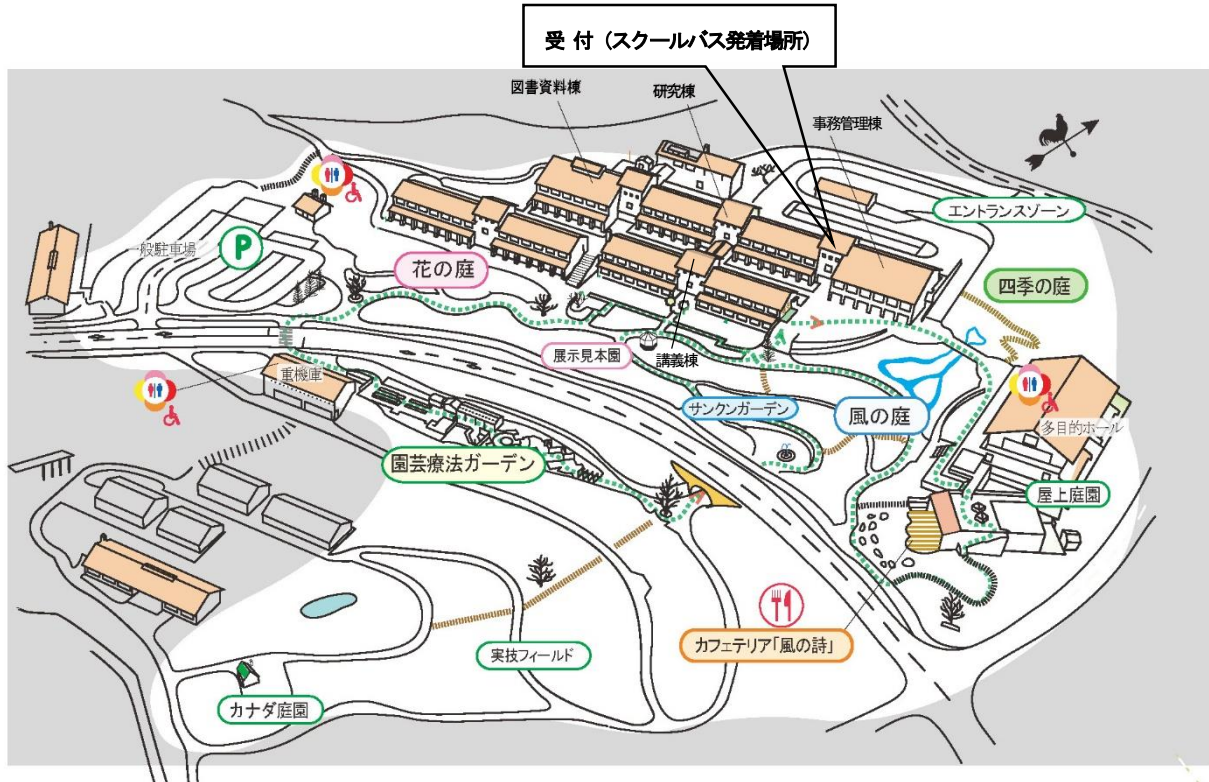 受 付（スクールバス発着場所）
図書資料棟
研究棟
事務管理棟
エントランスゾーン
一般駐車場
P
花の庭
四季の庭
展示見本園
講義棟
重機庫
サンクンガーデン
風の庭
多目的ホール
園芸療法ガーデン
屋上庭園
カフェテリア「風の詩」
実技フィールド
カナダ庭園